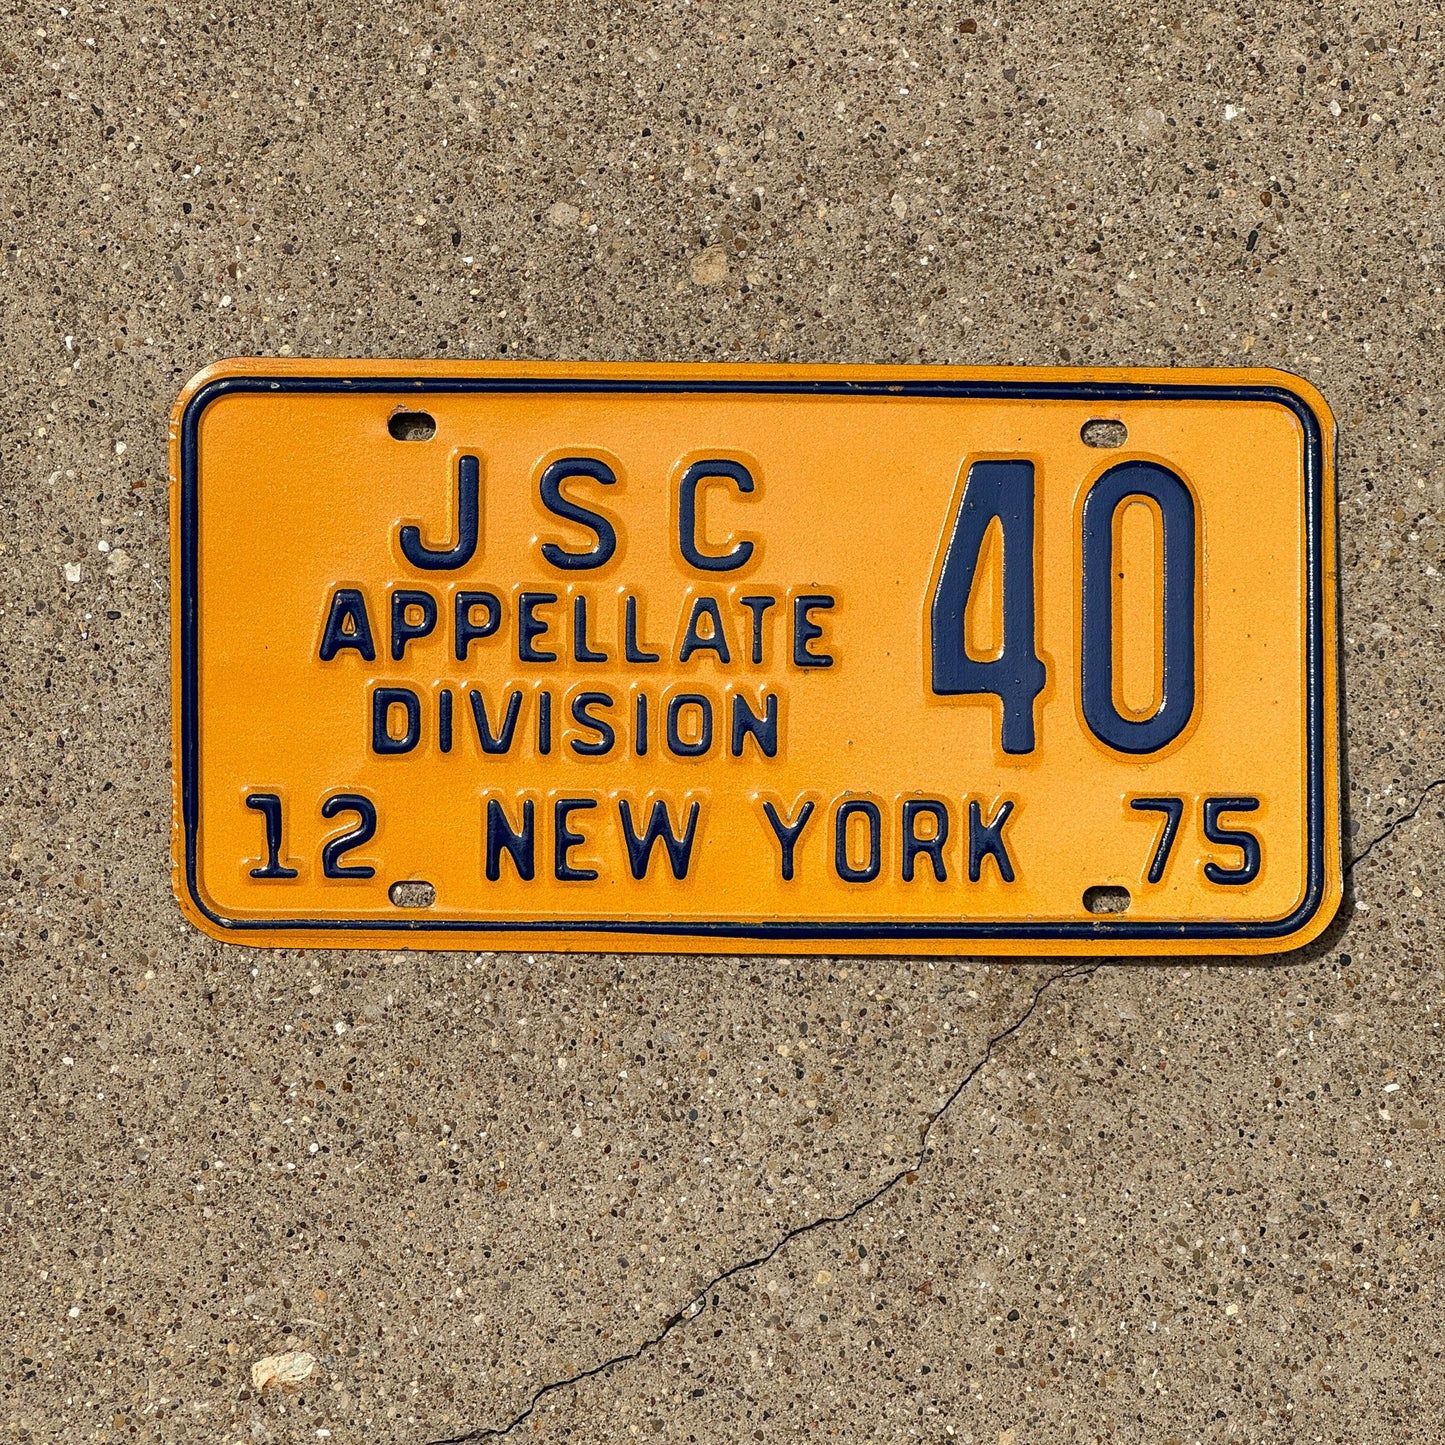 JSC 40
APPELLATE
DIVISION
12 NEW YORK 75